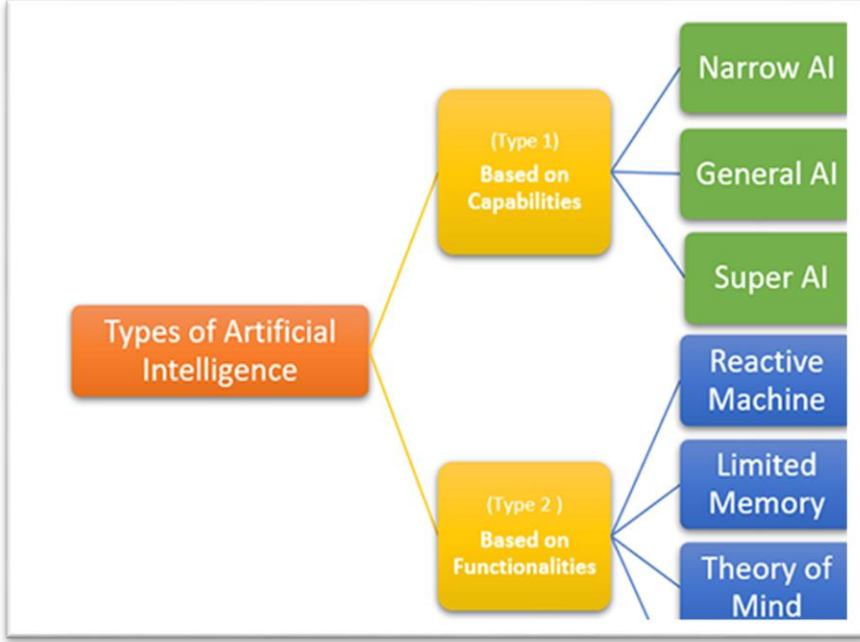 Narrow AI
(Type 1)
Based on
Capabilities
General AI
Super AI
Types of Artificial
Intelligence
Reactive
Machine
Limited
Memory
(Type 2 )
Based on
Functionalities
Theory of
Mind